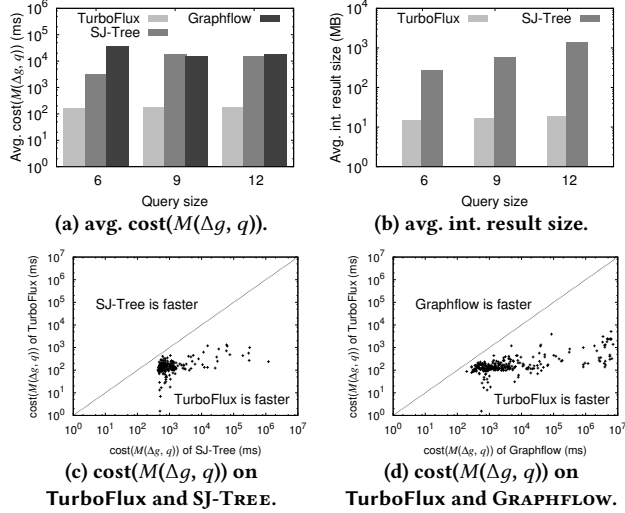 TurboFlux Graphflow
SJ-Tree
Avg. cost(M(Δg, q)) (ms)
10⁶
10⁵
10⁴
10³
10²
10¹
10⁰
6 9 12
Query size
(a) avg. cost(M(Δg, q)).
TurboFlux SJ-Tree
Avg. int. result size (MB)
10⁴
10³
10²
10¹
10⁰
6 9 12
Query size
(b) avg. int. result size.
cost(M(Δg, q)) of TurboFlux (ms)
10⁷
10⁶
10⁵
10⁴
10³
10²
10¹
10⁰
SJ-Tree is faster
TurboFlux is faster
10⁰ 10¹ 10² 10³ 10⁴ 10⁵ 10⁶ 10⁷
cost(M(Δg, q)) of SJ-Tree (ms)
(c) cost(M(Δg, q)) on
TurboFlux and SJ-Tree.
cost(M(Δg, q)) of TurboFlux (ms)
10⁷
10⁶
10⁵
10⁴
10³
10²
10¹
10⁰
Graphflow is faster
TurboFlux is faster
10⁰ 10¹ 10² 10³ 10⁴ 10⁵ 10⁶ 10⁷
cost(M(Δg, q)) of Graphflow (ms)
(d) cost(M(Δg, q)) on
TurboFlux and Graphflow.